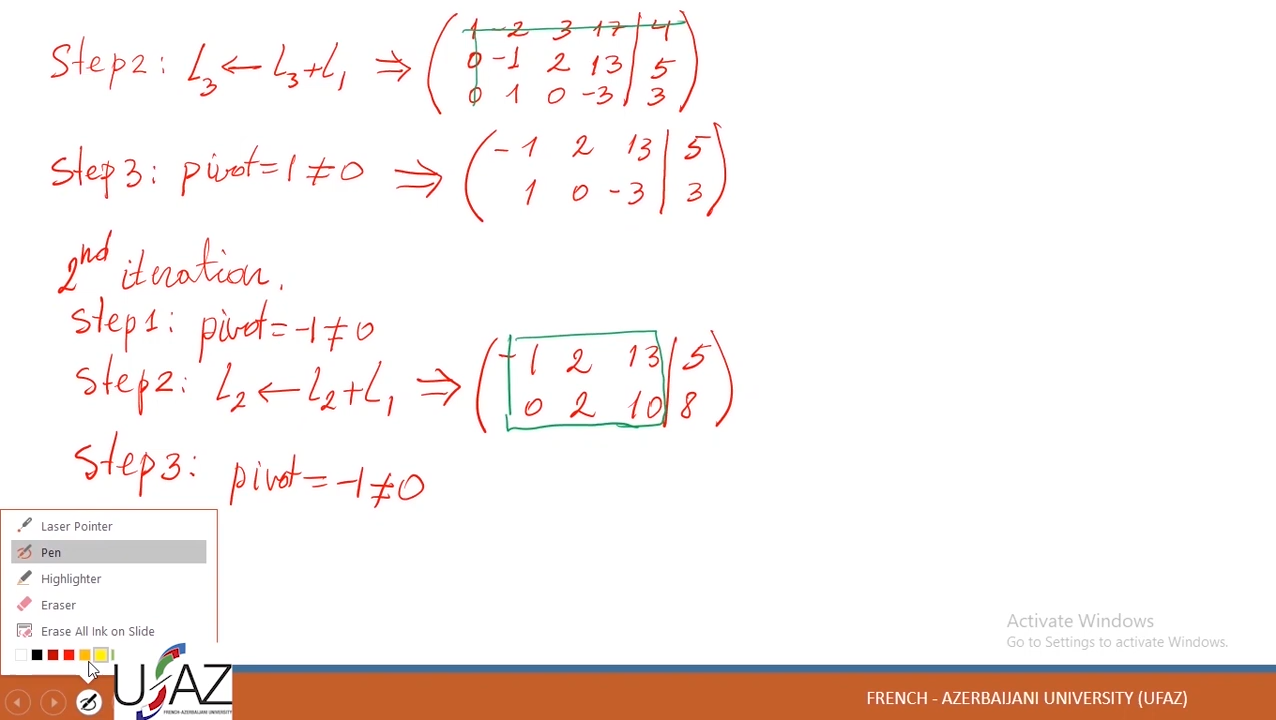 1 -2 3 17 | 4
Step2: L3 ← L3+L1 ⇒ 0 -1 2 13 | 5
0 1 0 -3 | 3
-1 2 13 | 5
Step3: pivot=1≠0 ⇒
1 0 -3 | 3
2nd iteration.
Step1: pivot=-1≠0
-1 2 13 | 5
Step2: L2 ← L2+L1 ⇒
0 2 10 | 8
Step3: pivot=-1≠0
Laser Pointer
Pen
Highlighter
Eraser
Erase All Ink on Slide
Activate Windows
Go to Settings to activate Windows.
UFAZ
FRENCH-AZERBAIJANI UNIVERSITY
FRENCH - AZERBAIJANI UNIVERSITY (UFAZ)